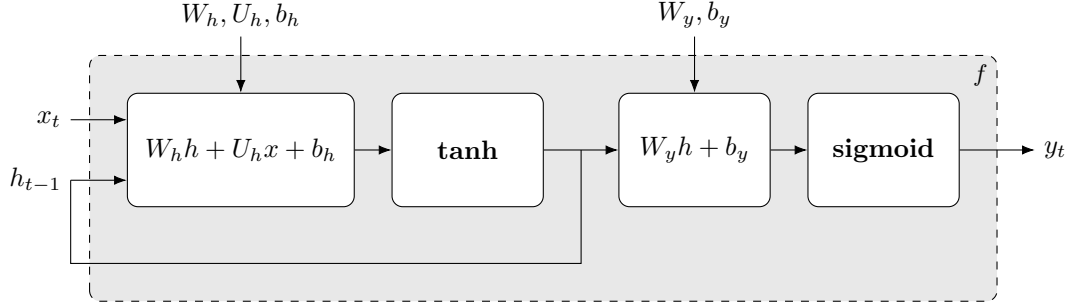 W_h, U_h, b_h
W_y, b_y
f
x_t
h_{t-1}
W_h h + U_h x + b_h
tanh
W_y h + b_y
sigmoid
y_t